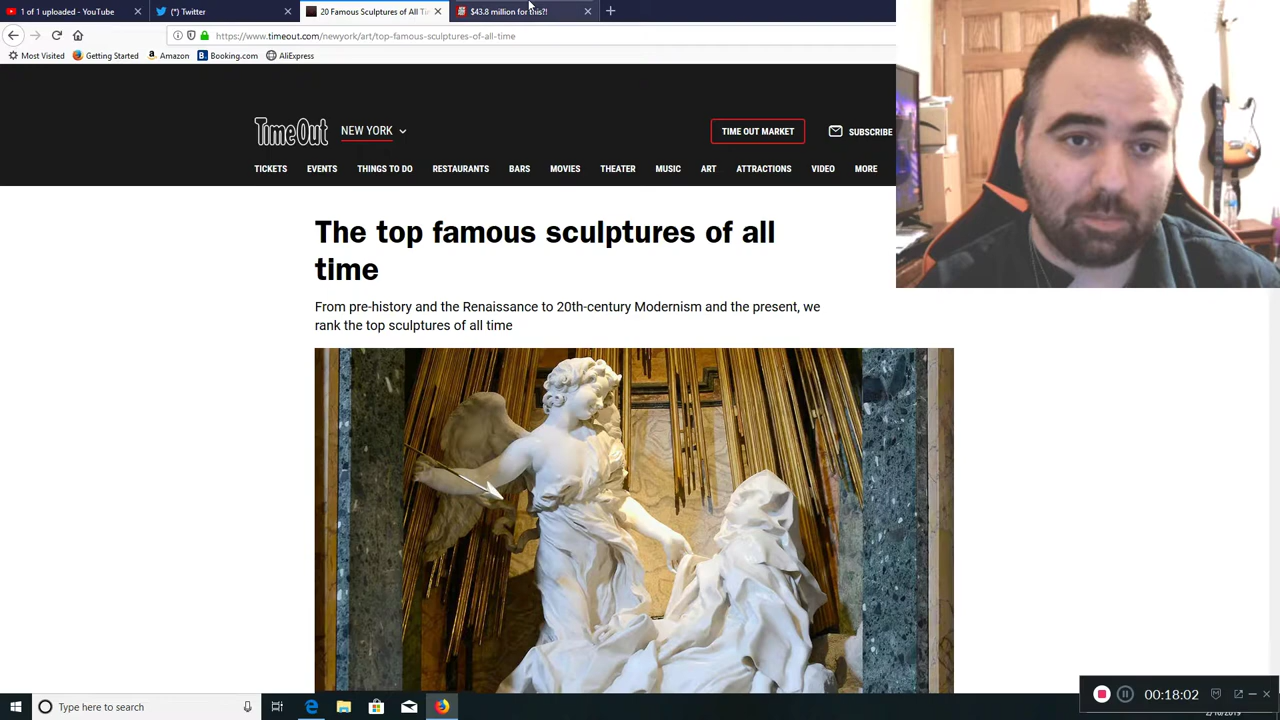 1 of 1 uploaded - YouTube
(*) Twitter
20 Famous Sculptures of All Ti
$43.8 million for this?!
https://www.timeout.com/newyork/art/top-famous-sculptures-of-all-time
Most Visited
Getting Started
Amazon
Booking.com
AliExpress
TimeOut
NEW YORK
TIME OUT MARKET
SUBSCRIBE
TICKETS
EVENTS
THINGS TO DO
RESTAURANTS
BARS
MOVIES
THEATER
MUSIC
ART
ATTRACTIONS
VIDEO
MORE
The top famous sculptures of all
time
From pre-history and the Renaissance to 20th-century Modernism and the present, we
rank the top sculptures of all time
Type here to search
00:18:02